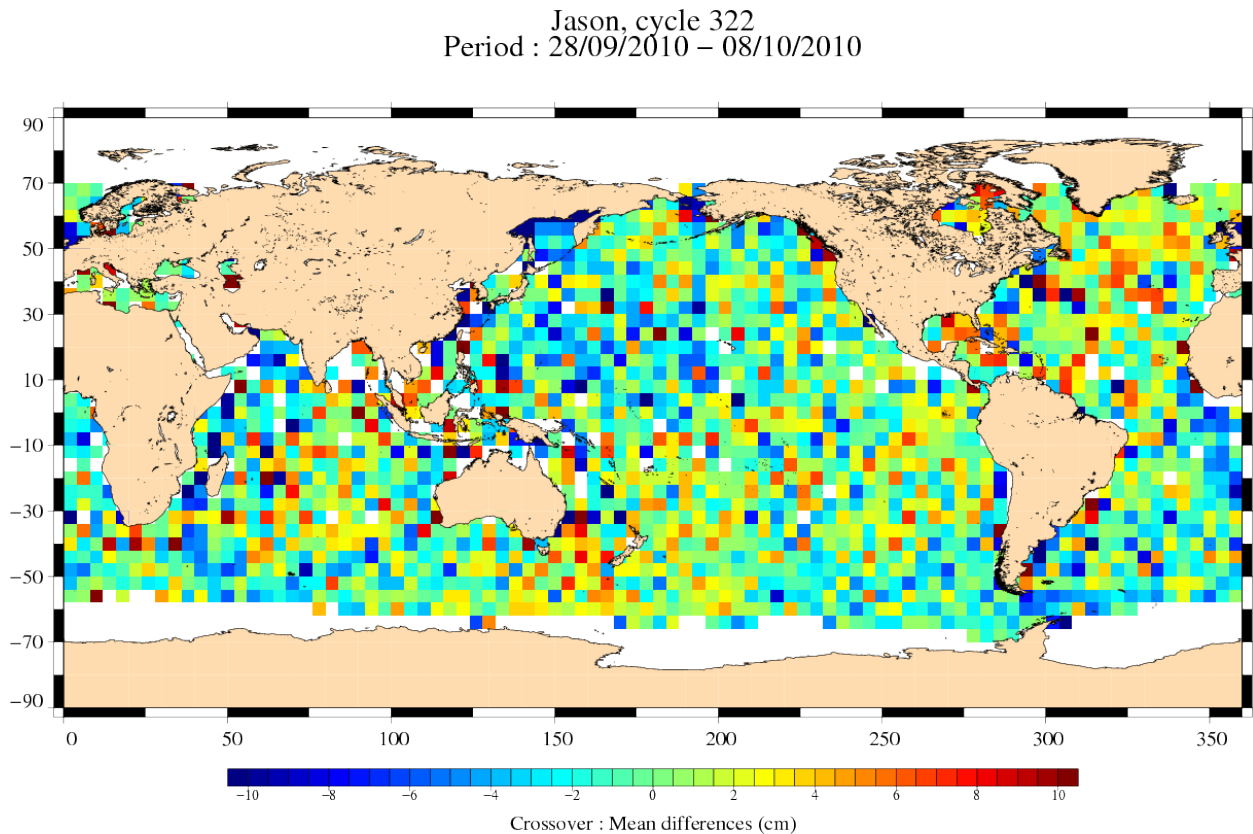 Jason, cycle 322
Period : 28/09/2010 – 08/10/2010
90
70
50
30
10
−10
−30
−50
−70
−90
0 50 100 150 200 250 300 350
−10 −8 −6 −4 −2 0 2 4 6 8 10
Crossover : Mean differences (cm)